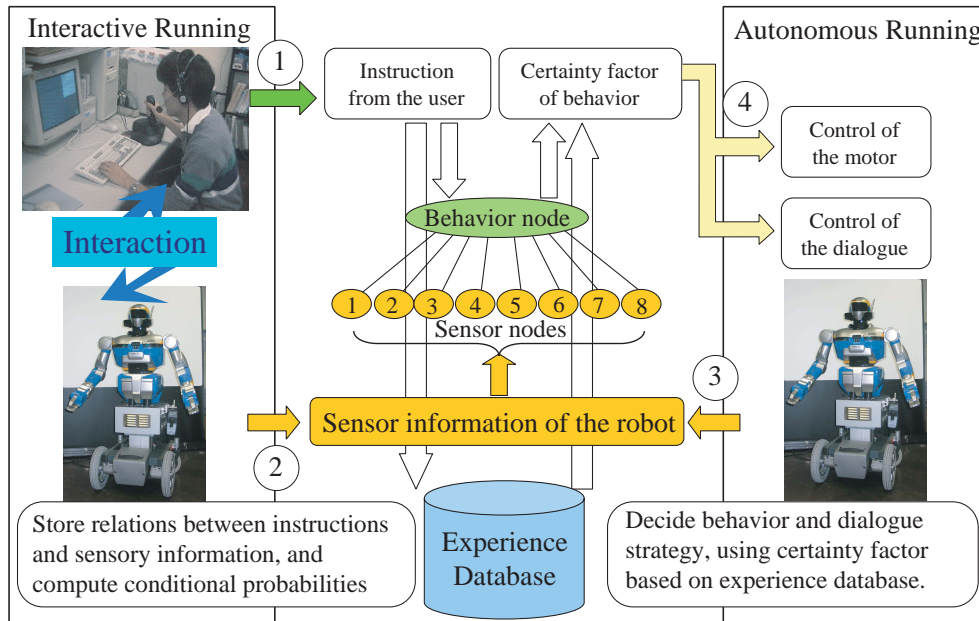 Interactive Running
Autonomous Running
1
Instruction
from the user
Certainty factor
of behavior
4
Control of
the motor
Behavior node
Control of
the dialogue
Interaction
1 2 3 4 5 6 7 8
Sensor nodes
3
Sensor information of the robot
2
Store relations between instructions
and sensory information, and
compute conditional probabilities
Experience
Database
Decide behavior and dialogue
strategy, using certainty factor
based on experience database.